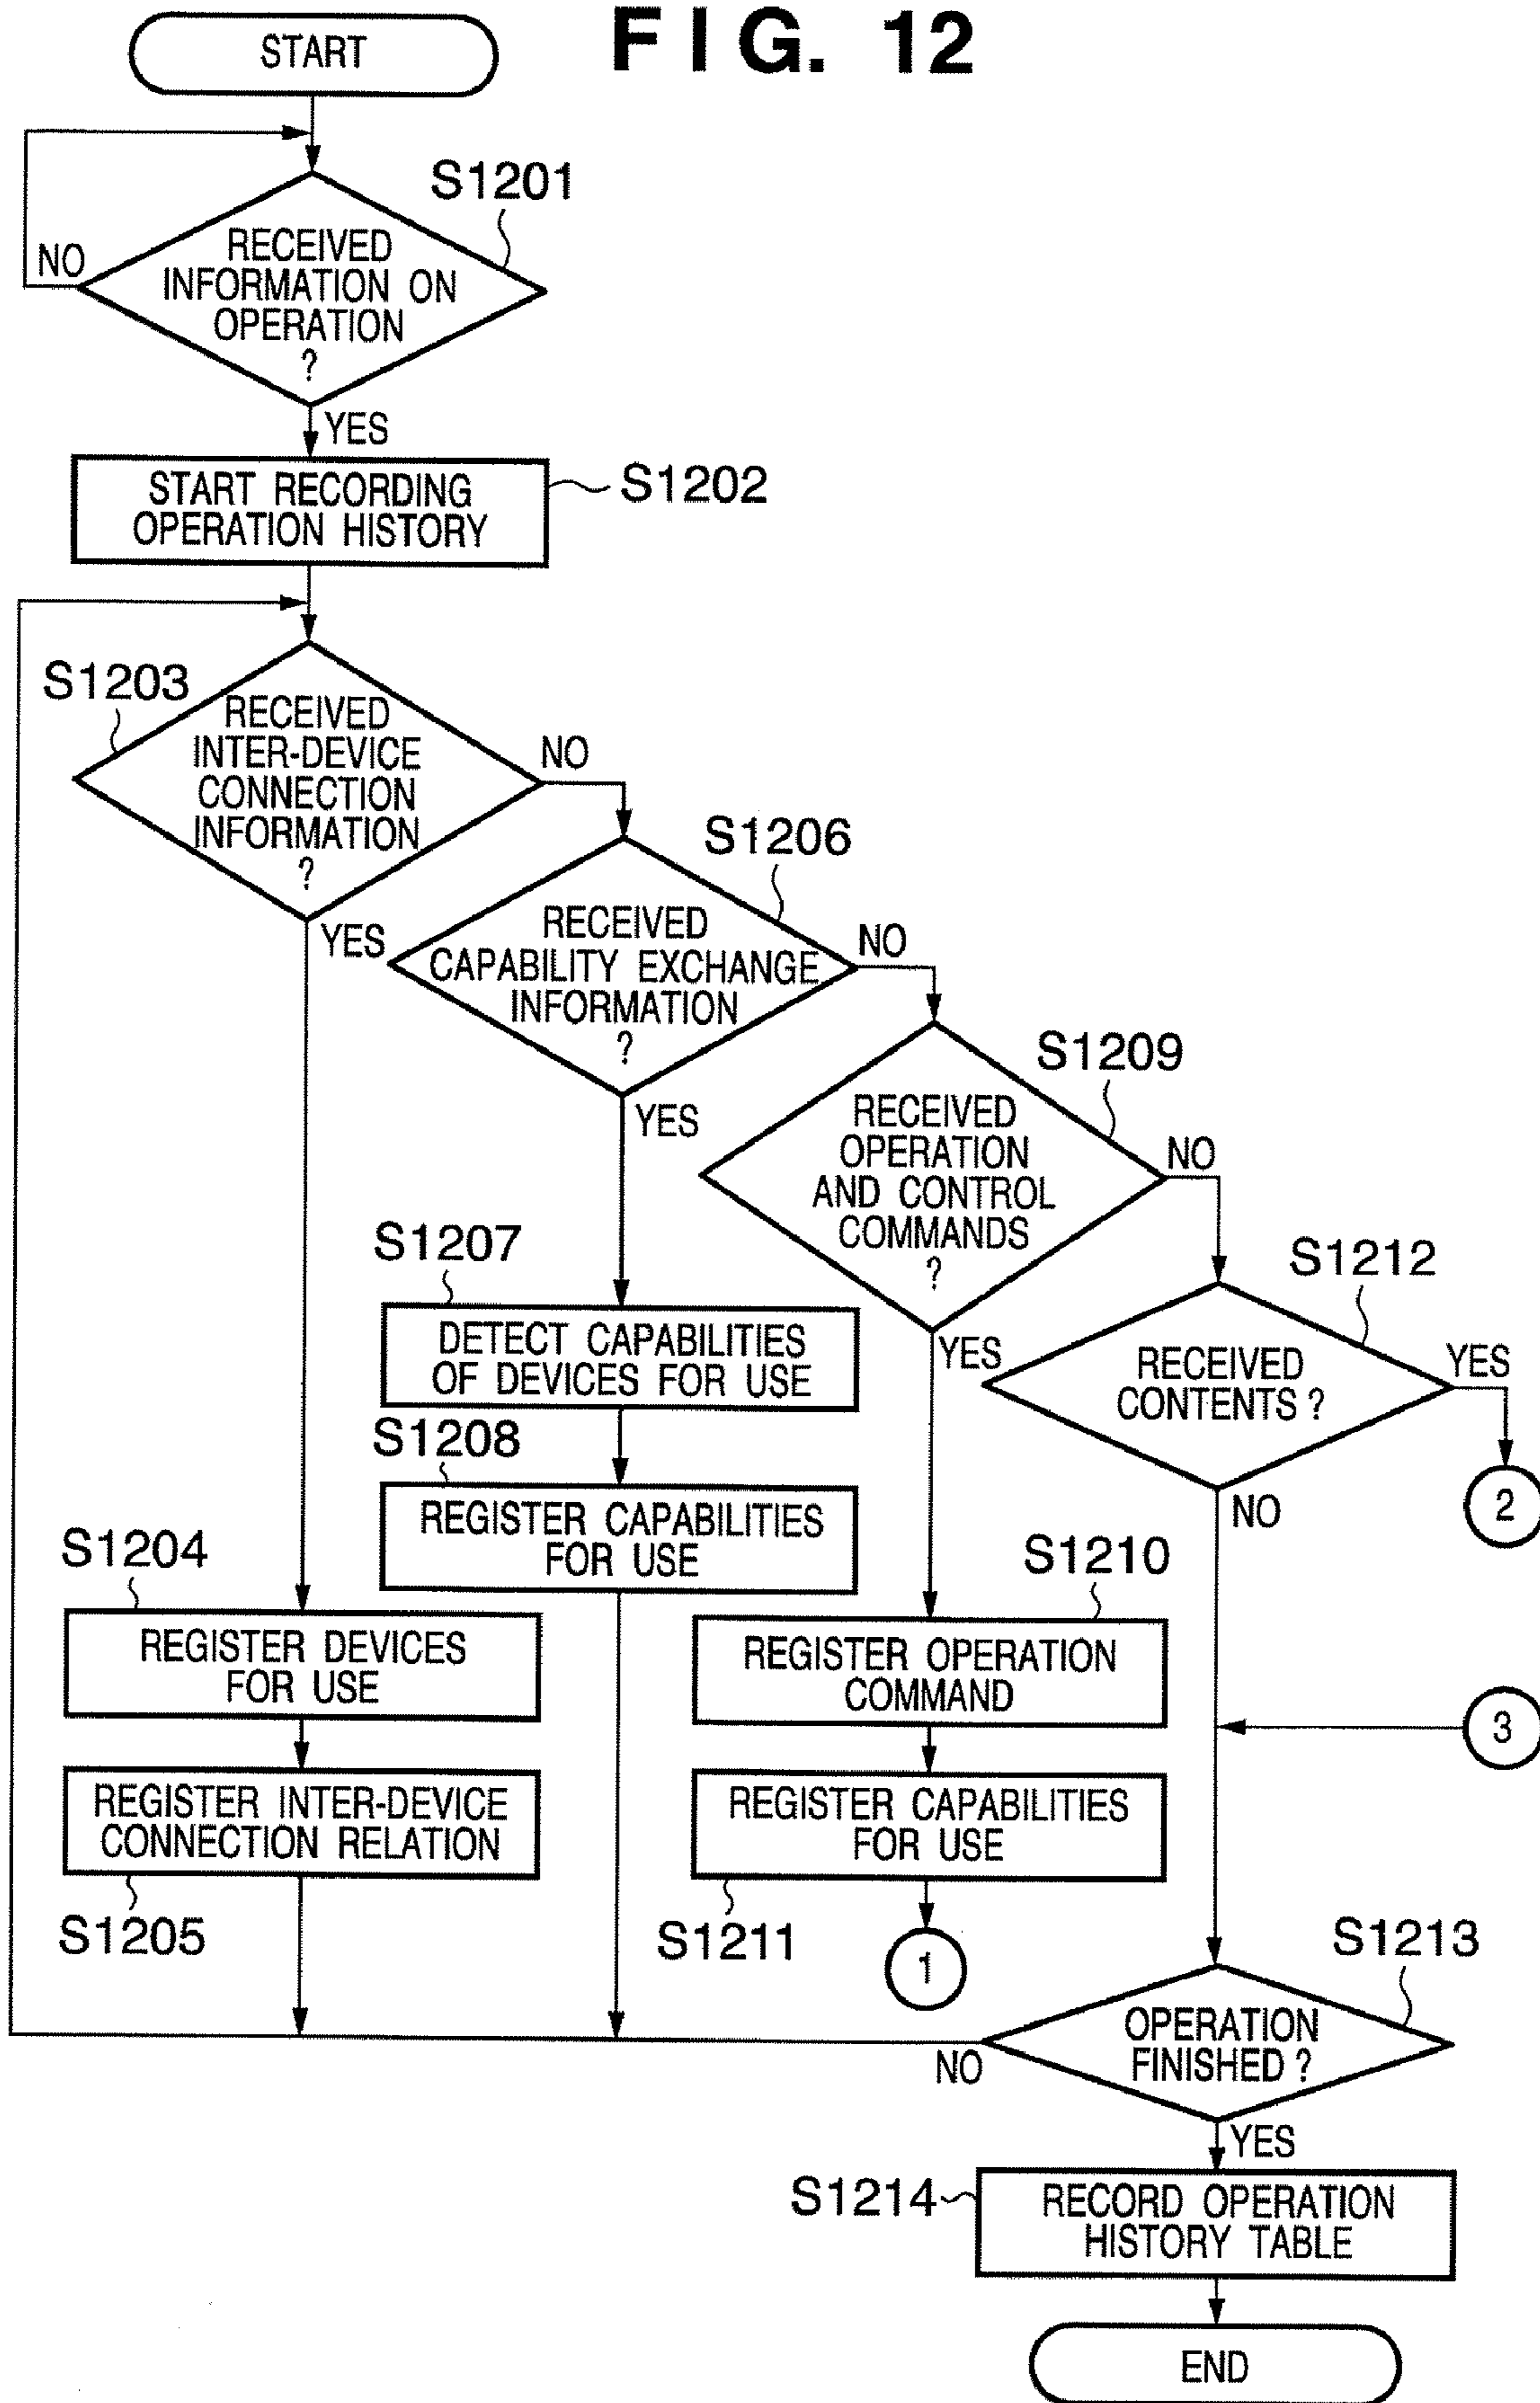 FIG. 12
START
S1201
RECEIVED
INFORMATION ON
OPERATION
?
NO
YES
START RECORDING
OPERATION HISTORY
S1202
S1203
RECEIVED
INTER-DEVICE
CONNECTION
INFORMATION
?
NO
YES
S1206
RECEIVED
CAPABILITY EXCHANGE
INFORMATION
?
NO
YES
S1209
RECEIVED
OPERATION
AND CONTROL
COMMANDS
?
NO
YES
S1207
DETECT CAPABILITIES
OF DEVICES FOR USE
S1212
RECEIVED
CONTENTS ?
YES
2
NO
S1208
REGISTER CAPABILITIES
FOR USE
S1204
REGISTER DEVICES
FOR USE
S1210
REGISTER OPERATION
COMMAND
3
REGISTER INTER-DEVICE
CONNECTION RELATION
S1205
REGISTER CAPABILITIES
FOR USE
S1211
1
S1213
OPERATION
FINISHED ?
NO
YES
S1214
RECORD OPERATION
HISTORY TABLE
END